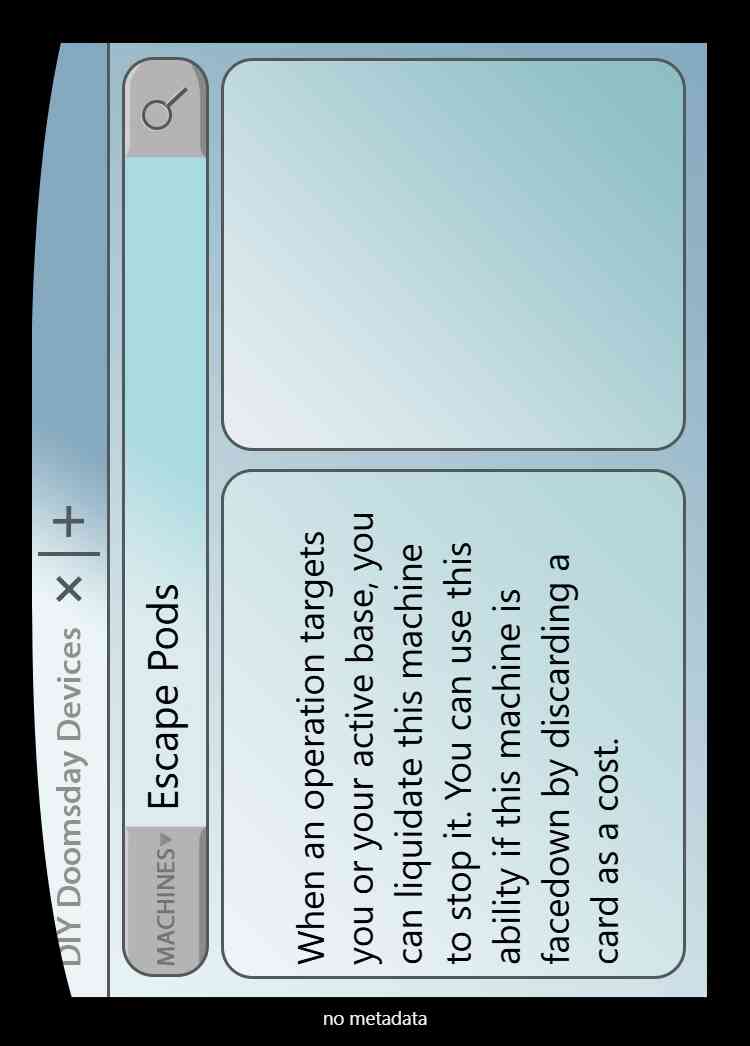 DIY Doomsday Devices × +
MACHINES▾ Escape Pods
When an operation targets
you or your active base, you
can liquidate this machine
to stop it. You can use this
ability if this machine is
facedown by discarding a
card as a cost.
no metadata